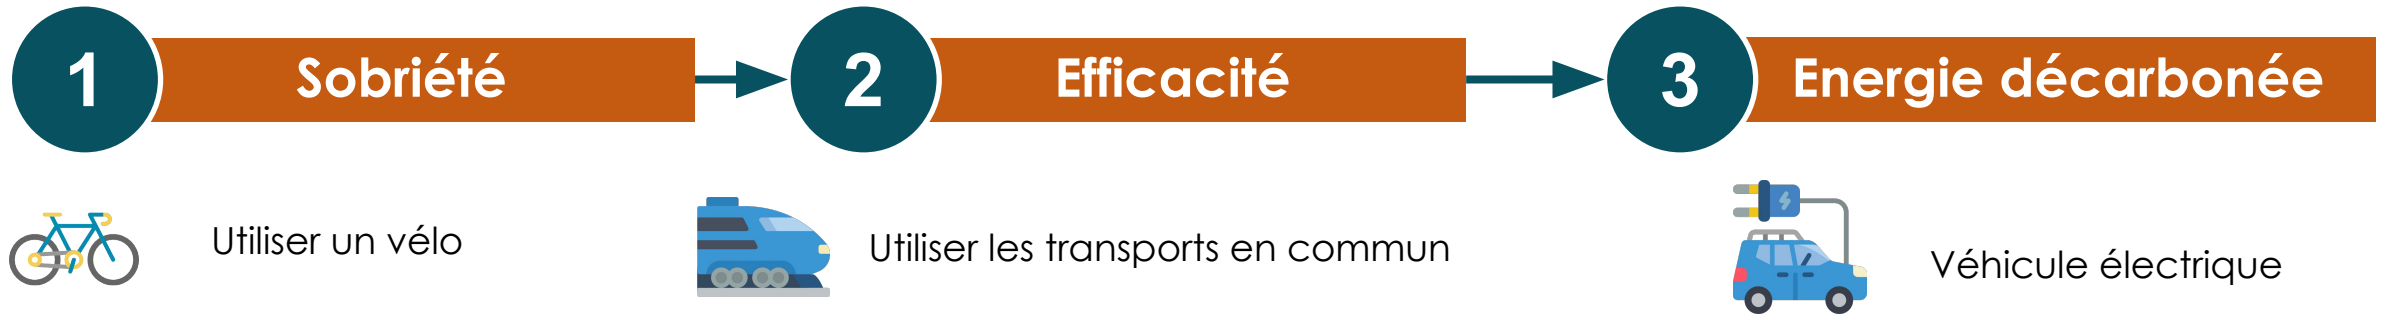 1 Sobriété
2 Efficacité
3 Energie décarbonée
Utiliser un vélo
Utiliser les transports en commun
Véhicule électrique